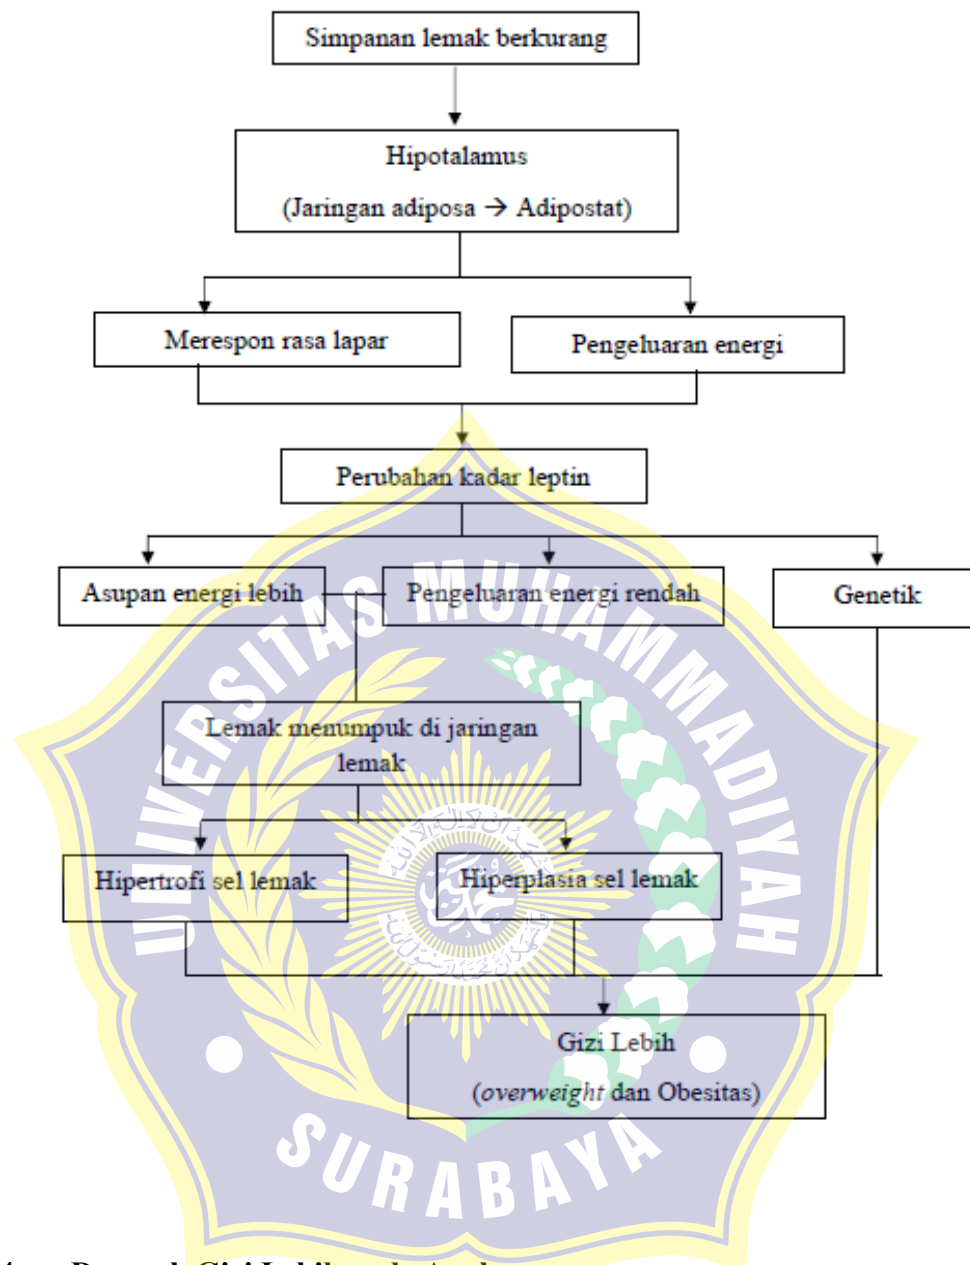 Simpanan lemak berkurang
Hipotalamus
(Jaringan adiposa → Adipostat)
Merespon rasa lapar
Pengeluaran energi
Perubahan kadar leptin
Asupan energi lebih
Pengeluaran energi rendah
Genetik
Lemak menumpuk di jaringan
lemak
Hipertrofi sel lemak
Hiperplasia sel lemak
Gizi Lebih
(overweight dan Obesitas)
UNIVERSITAS MUHAMMADIYAH
SURABAYA